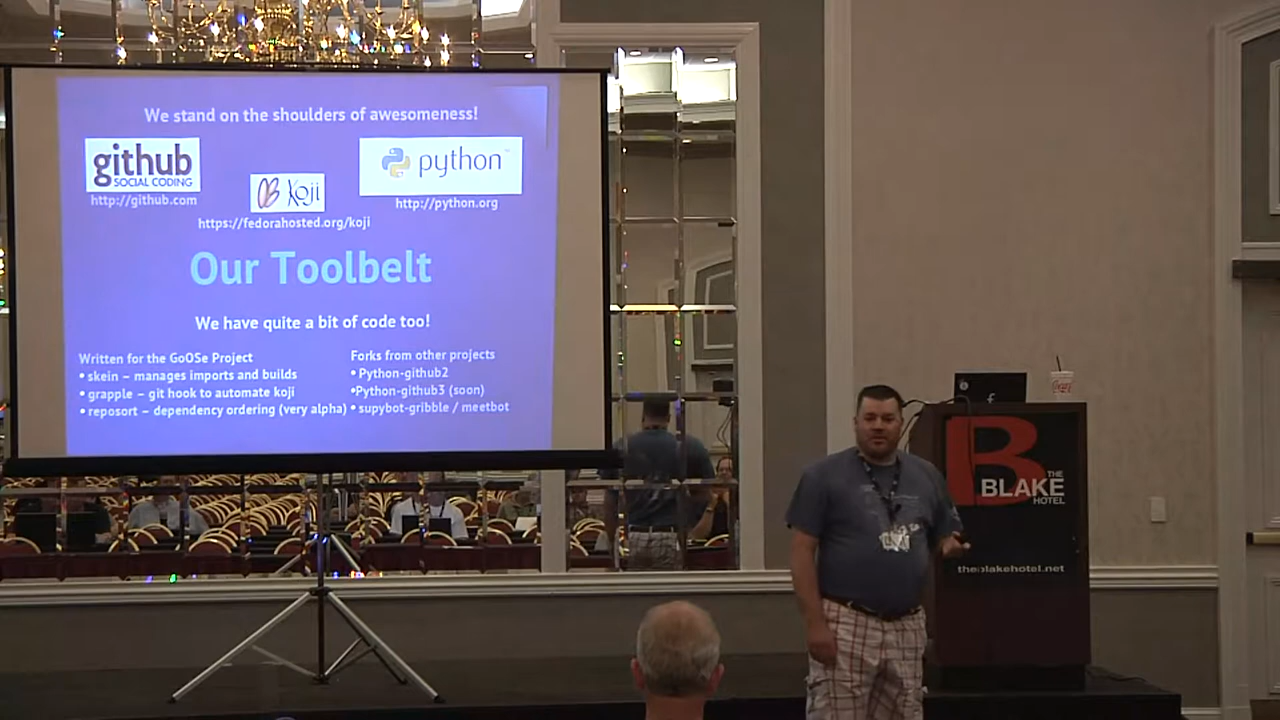 We stand on the shoulders of awesomeness!
github
SOCIAL CODING
python
http://github.com
Koji
http://python.org
https://fedorahosted.org/koji
Our Toolbelt
We have quite a bit of code too!
Written for the GoOSe Project
• skein – manages imports and builds
• grapple – git hook to automate koji
• reposort – dependency ordering (very alpha)
Forks from other projects
• Python-github2
•Python-github3 (soon)
• supybot-gribble / meetbot
B
THE
BLAKE
HOTEL
theblakehotel.net